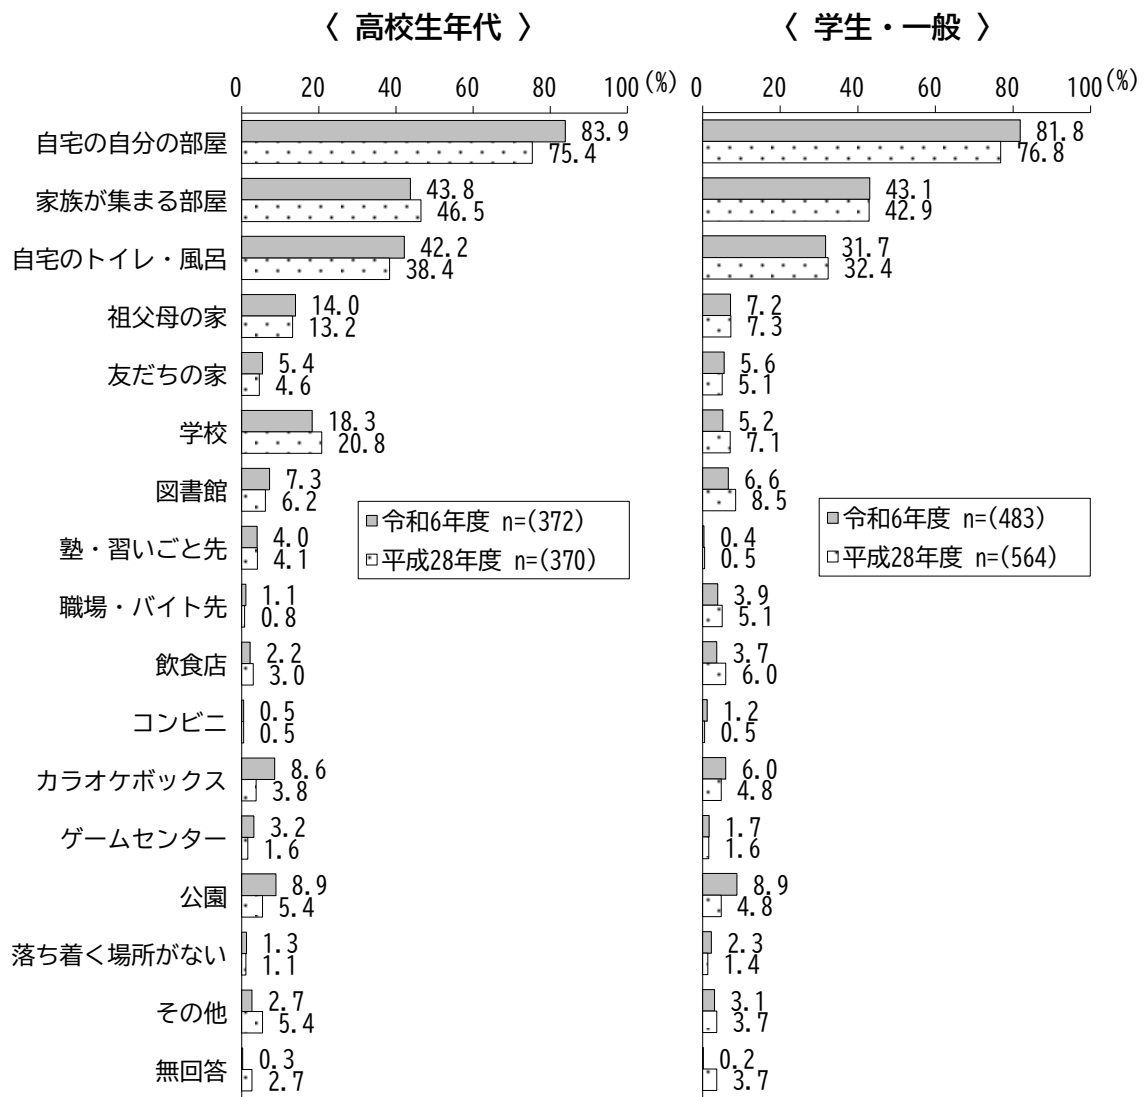 〈 高校生年代 〉
〈 学生・一般 〉
0 20 40 60 80 100(%)
0 20 40 60 80 100(%)
自宅の自分の部屋 83.9 81.8
75.4 76.8
家族が集まる部屋 43.8 43.1
46.5 42.9
自宅のトイレ・風呂 42.2 31.7
38.4 32.4
祖父母の家 14.0 7.2
13.2 7.3
友だちの家 5.4 5.6
4.6 5.1
学校 18.3 5.2
20.8 7.1
図書館 7.3 6.6
6.2 8.5
令和6年度 n=(372)
平成28年度 n=(370)
令和6年度 n=(483)
平成28年度 n=(564)
塾・習いごと先 4.0 0.4
4.1 0.5
職場・バイト先 1.1 3.9
0.8 5.1
飲食店 2.2 3.7
3.0 6.0
コンビニ 0.5 1.2
0.5 0.5
カラオケボックス 8.6 6.0
3.8 4.8
ゲームセンター 3.2 1.7
1.6 1.6
公園 8.9 8.9
5.4 4.8
落ち着く場所がない 1.3 2.3
1.1 1.4
その他 2.7 3.1
5.4 3.7
無回答 0.3 0.2
2.7 3.7